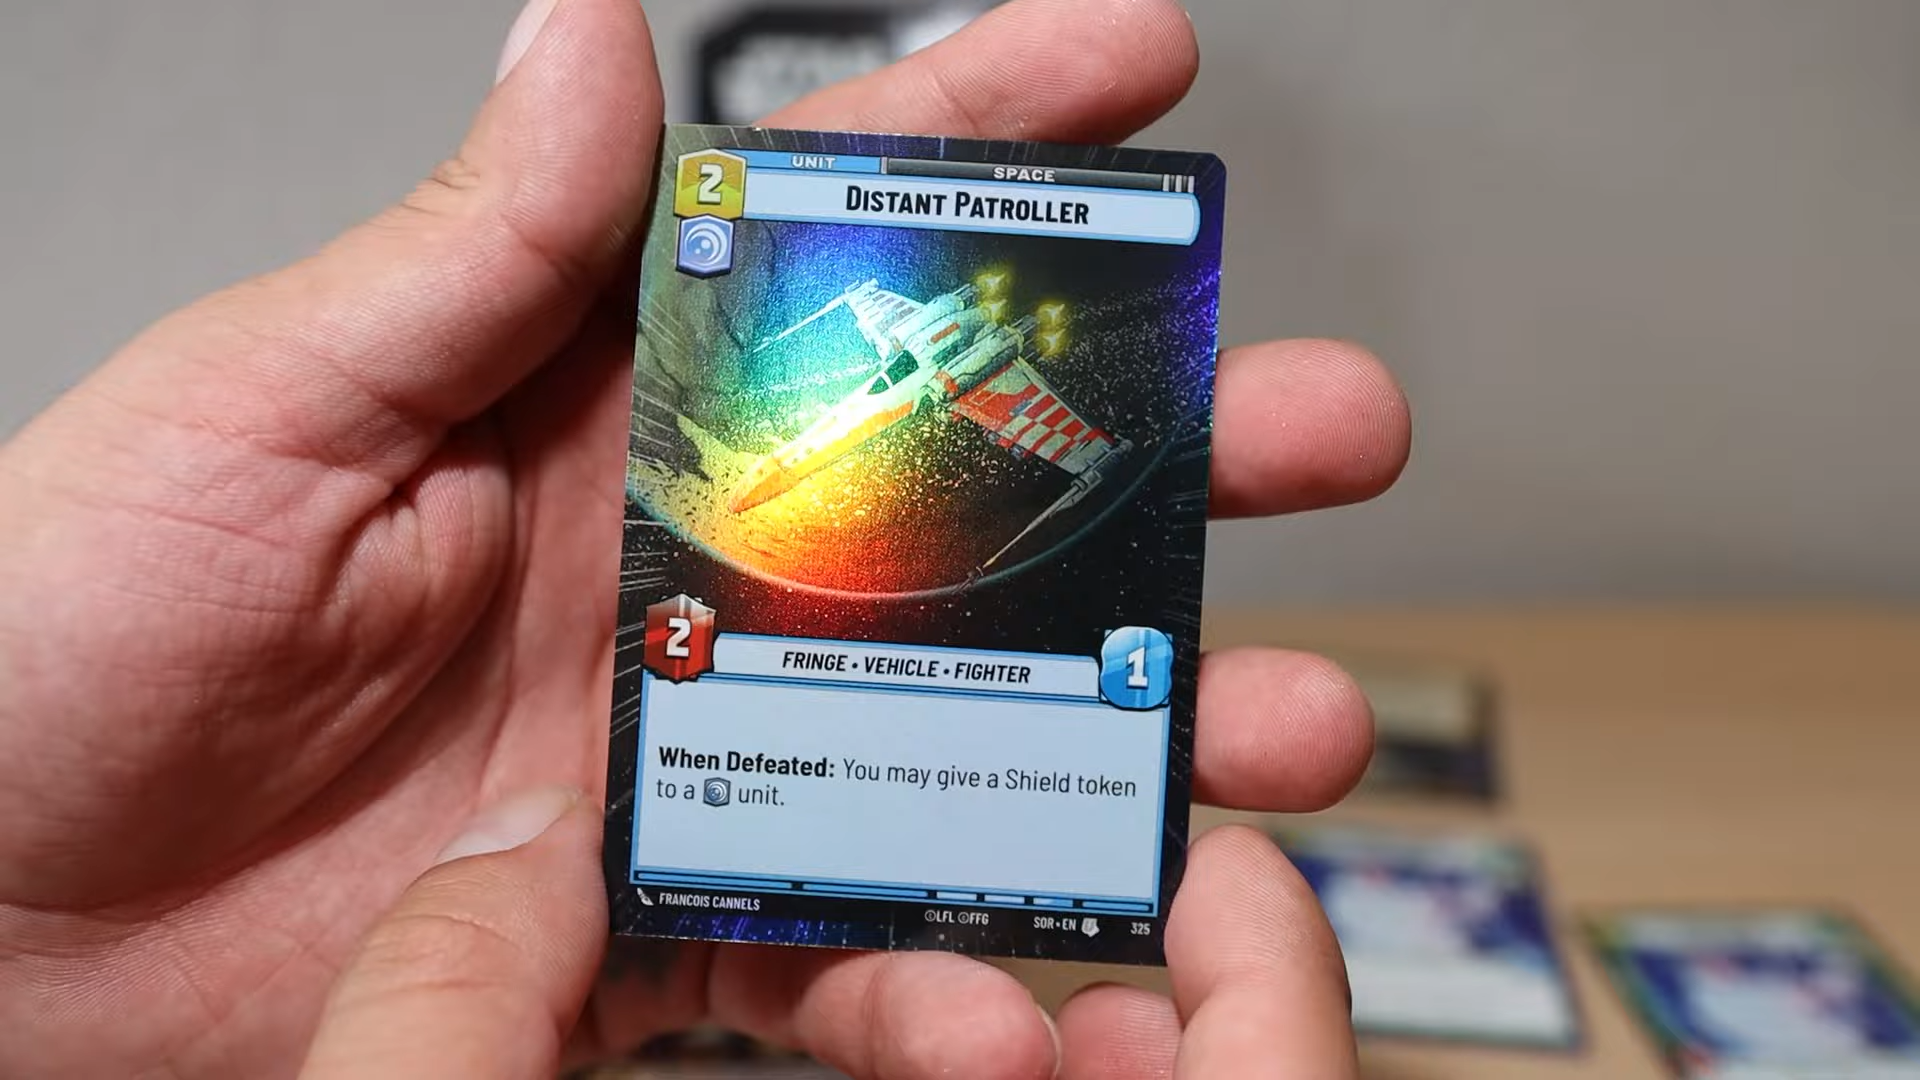 UNIT
SPACE
2
DISTANT PATROLLER
2
FRINGE • VEHICLE • FIGHTER
1
When Defeated: You may give a Shield token
to a unit.
FRANCOIS CANNELS
©LFL ©FFG
SOR • EN
325